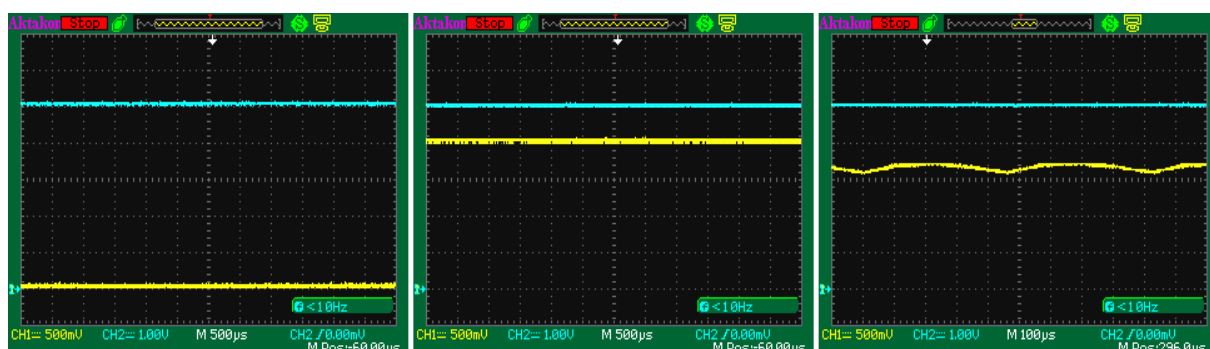 Aktakom Stop
G<10Hz
CH1 500mV CH2 1.00V M 500µs CH2 0.00mV
M Pos:-60.00µs
Aktakom Stop
G<10Hz
CH1 500mV CH2 1.00V M 500µs CH2 0.00mV
M Pos:-60.00µs
Aktakom Stop
G<10Hz
CH1 500mV CH2 1.00V M 100µs CH2 0.00mV
M Pos:296.0µs